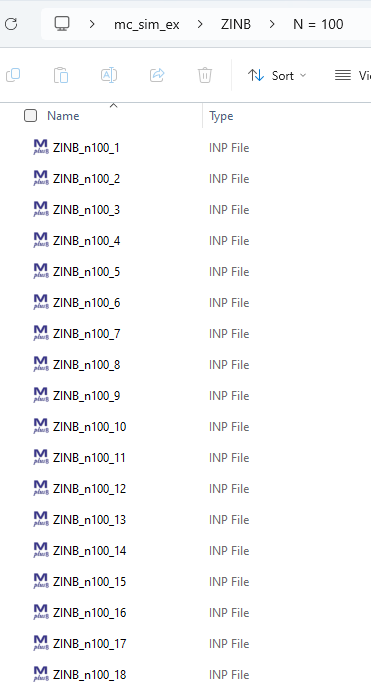 mc_sim_ex > ZINB > N = 100
Sort
Name Type
ZINB_n100_1 INP File
ZINB_n100_2 INP File
ZINB_n100_3 INP File
ZINB_n100_4 INP File
ZINB_n100_5 INP File
ZINB_n100_6 INP File
ZINB_n100_7 INP File
ZINB_n100_8 INP File
ZINB_n100_9 INP File
ZINB_n100_10 INP File
ZINB_n100_11 INP File
ZINB_n100_12 INP File
ZINB_n100_13 INP File
ZINB_n100_14 INP File
ZINB_n100_15 INP File
ZINB_n100_16 INP File
ZINB_n100_17 INP File
ZINB_n100_18 INP File